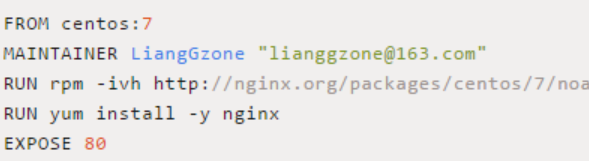 FROM centos:7
MAINTAINER LiangGzone "lianggzone@163.com"
RUN rpm -ivh http://nginx.org/packages/centos/7/noa
RUN yum install -y nginx
EXPOSE 80